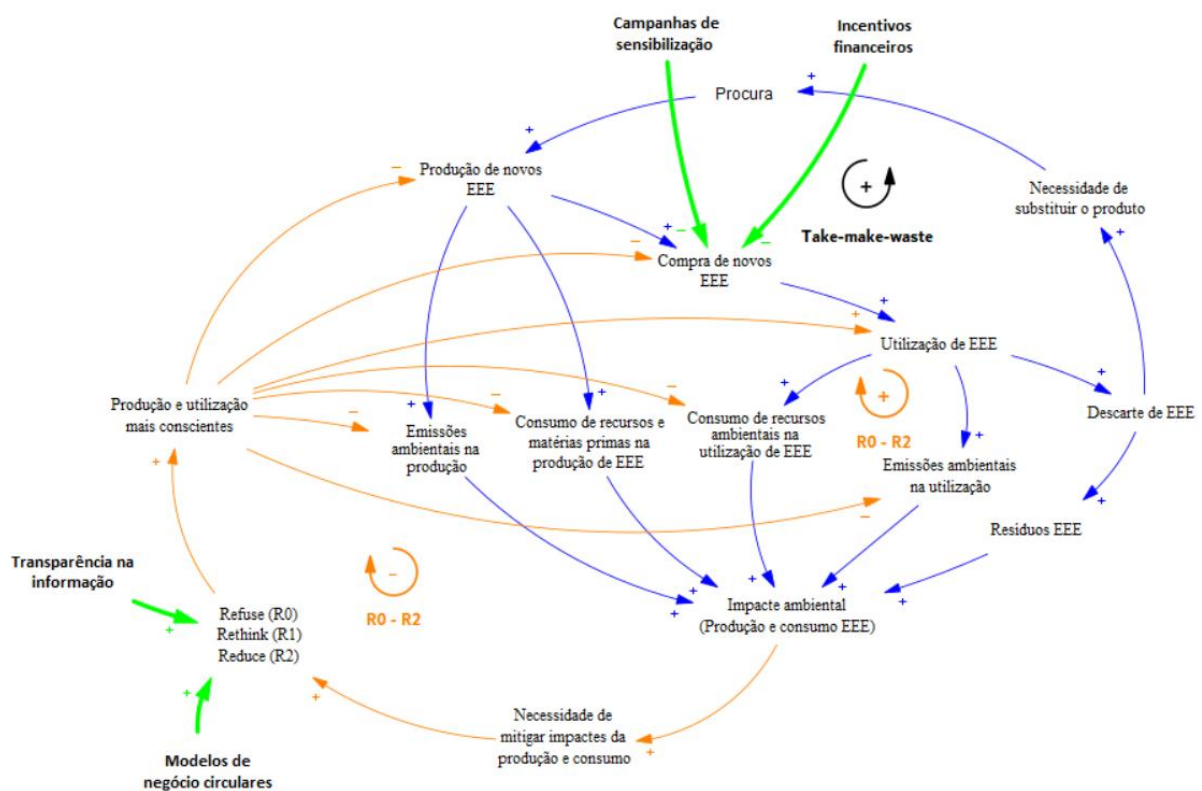 Campanhas de
sensibilização
Incentivos
financeiros
Procura
+
+
Produção de novos
EEE
Necessidade de
substituir o produto
+
Take-make-waste
Compra de novos
EEE
Utilização de EEE
+
R0 - R2
Produção e utilização
mais conscientes
Emissões
ambientais na
produção
Consumo de recursos e
matérias primas na
produção de EEE
Consumo de recursos
ambientais na
utilização de EEE
Descarte de EEE
Emissões ambientais
na utilização
Resíduos EEE
Transparência na
informação
Refuse (R0)
Rethink (R1)
Reduce (R2)
–
R0 - R2
Impacte ambiental
(Produção e consumo EEE)
Necessidade de
mitigar impactes da
produção e consumo
Modelos de
negócio circulares